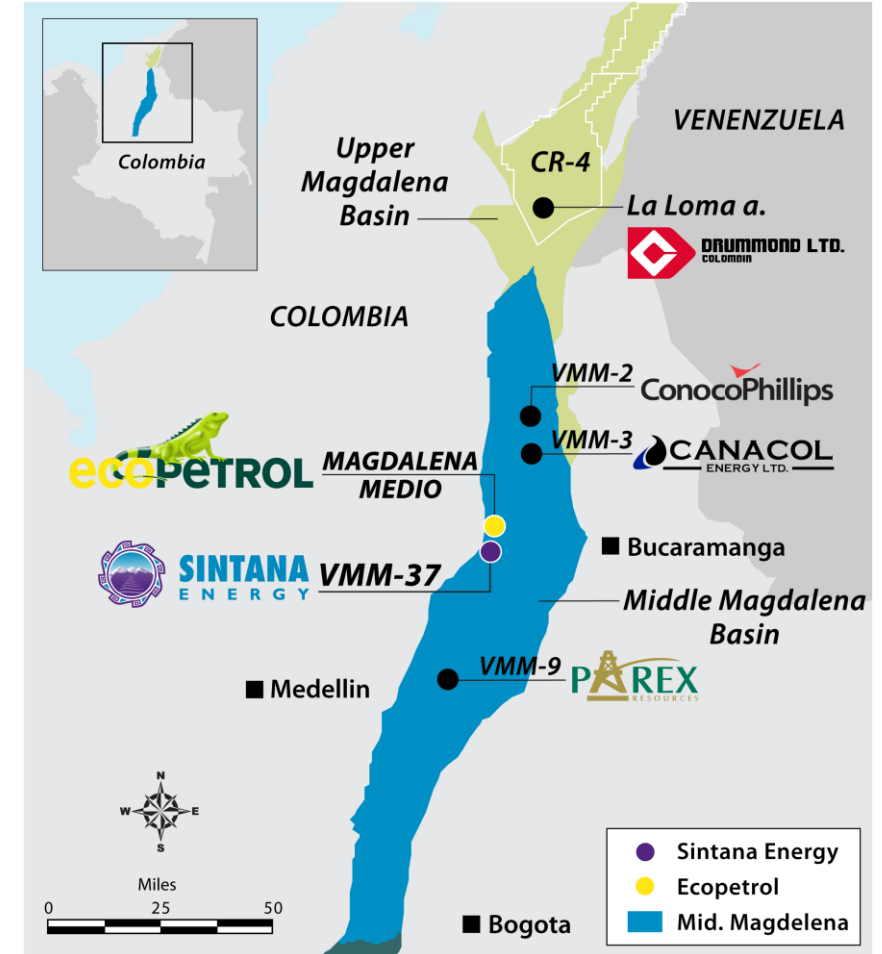 Colombia
Upper
Magdalena
Basin
CR-4
VENENZUELA
La Loma a.
DRUMMOND LTD.
COLOMBIA
COLOMBIA
VMM-2
ConocoPhillips
VMM-3
CANACOL
ENERGY LTD.
ecopetrol
MAGDALENA
MEDIO
Bucaramanga
SINTANA
ENERGY
VMM-37
Middle Magdalena
Basin
VMM-9
PAREX
RESOURCES
Medellin
N
W
E
S
Miles
0
25
50
Bogota
Sintana Energy
Ecopetrol
Mid. Magdelena